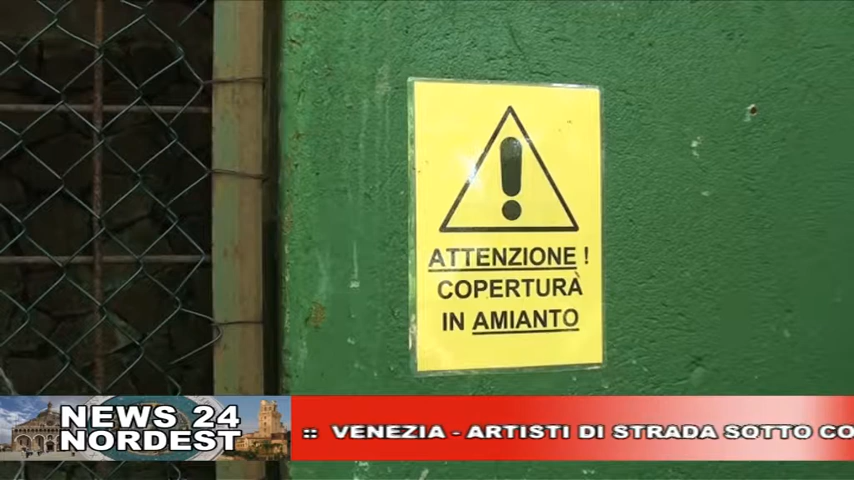 ATTENZIONE !
COPERTURA
IN AMIANTO
NEWS 24
NORDEST
:: VENEZIA - ARTISTI DI STRADA SOTTO CO